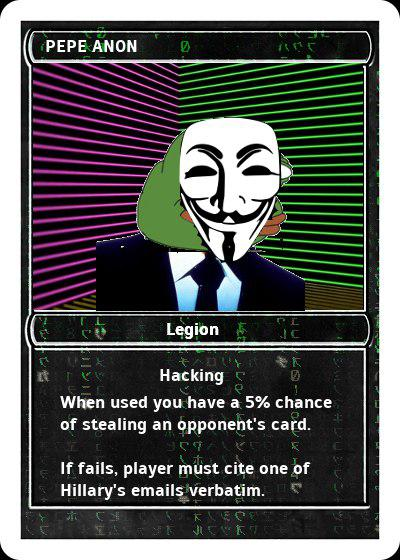 PEPE ANON
Legion
Hacking
When used you have a 5% chance
of stealing an opponent's card.
If fails, player must cite one of
Hillary's emails verbatim.